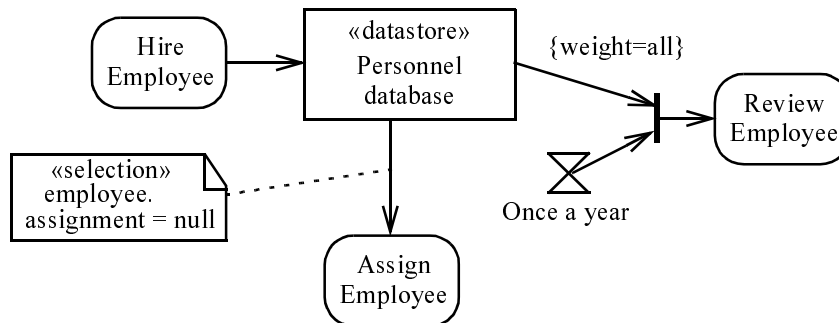 Hire
Employee
«datastore»
Personnel
database
{weight=all}
Review
Employee
«selection»
employee.
assignment = null
Once a year
Assign
Employee